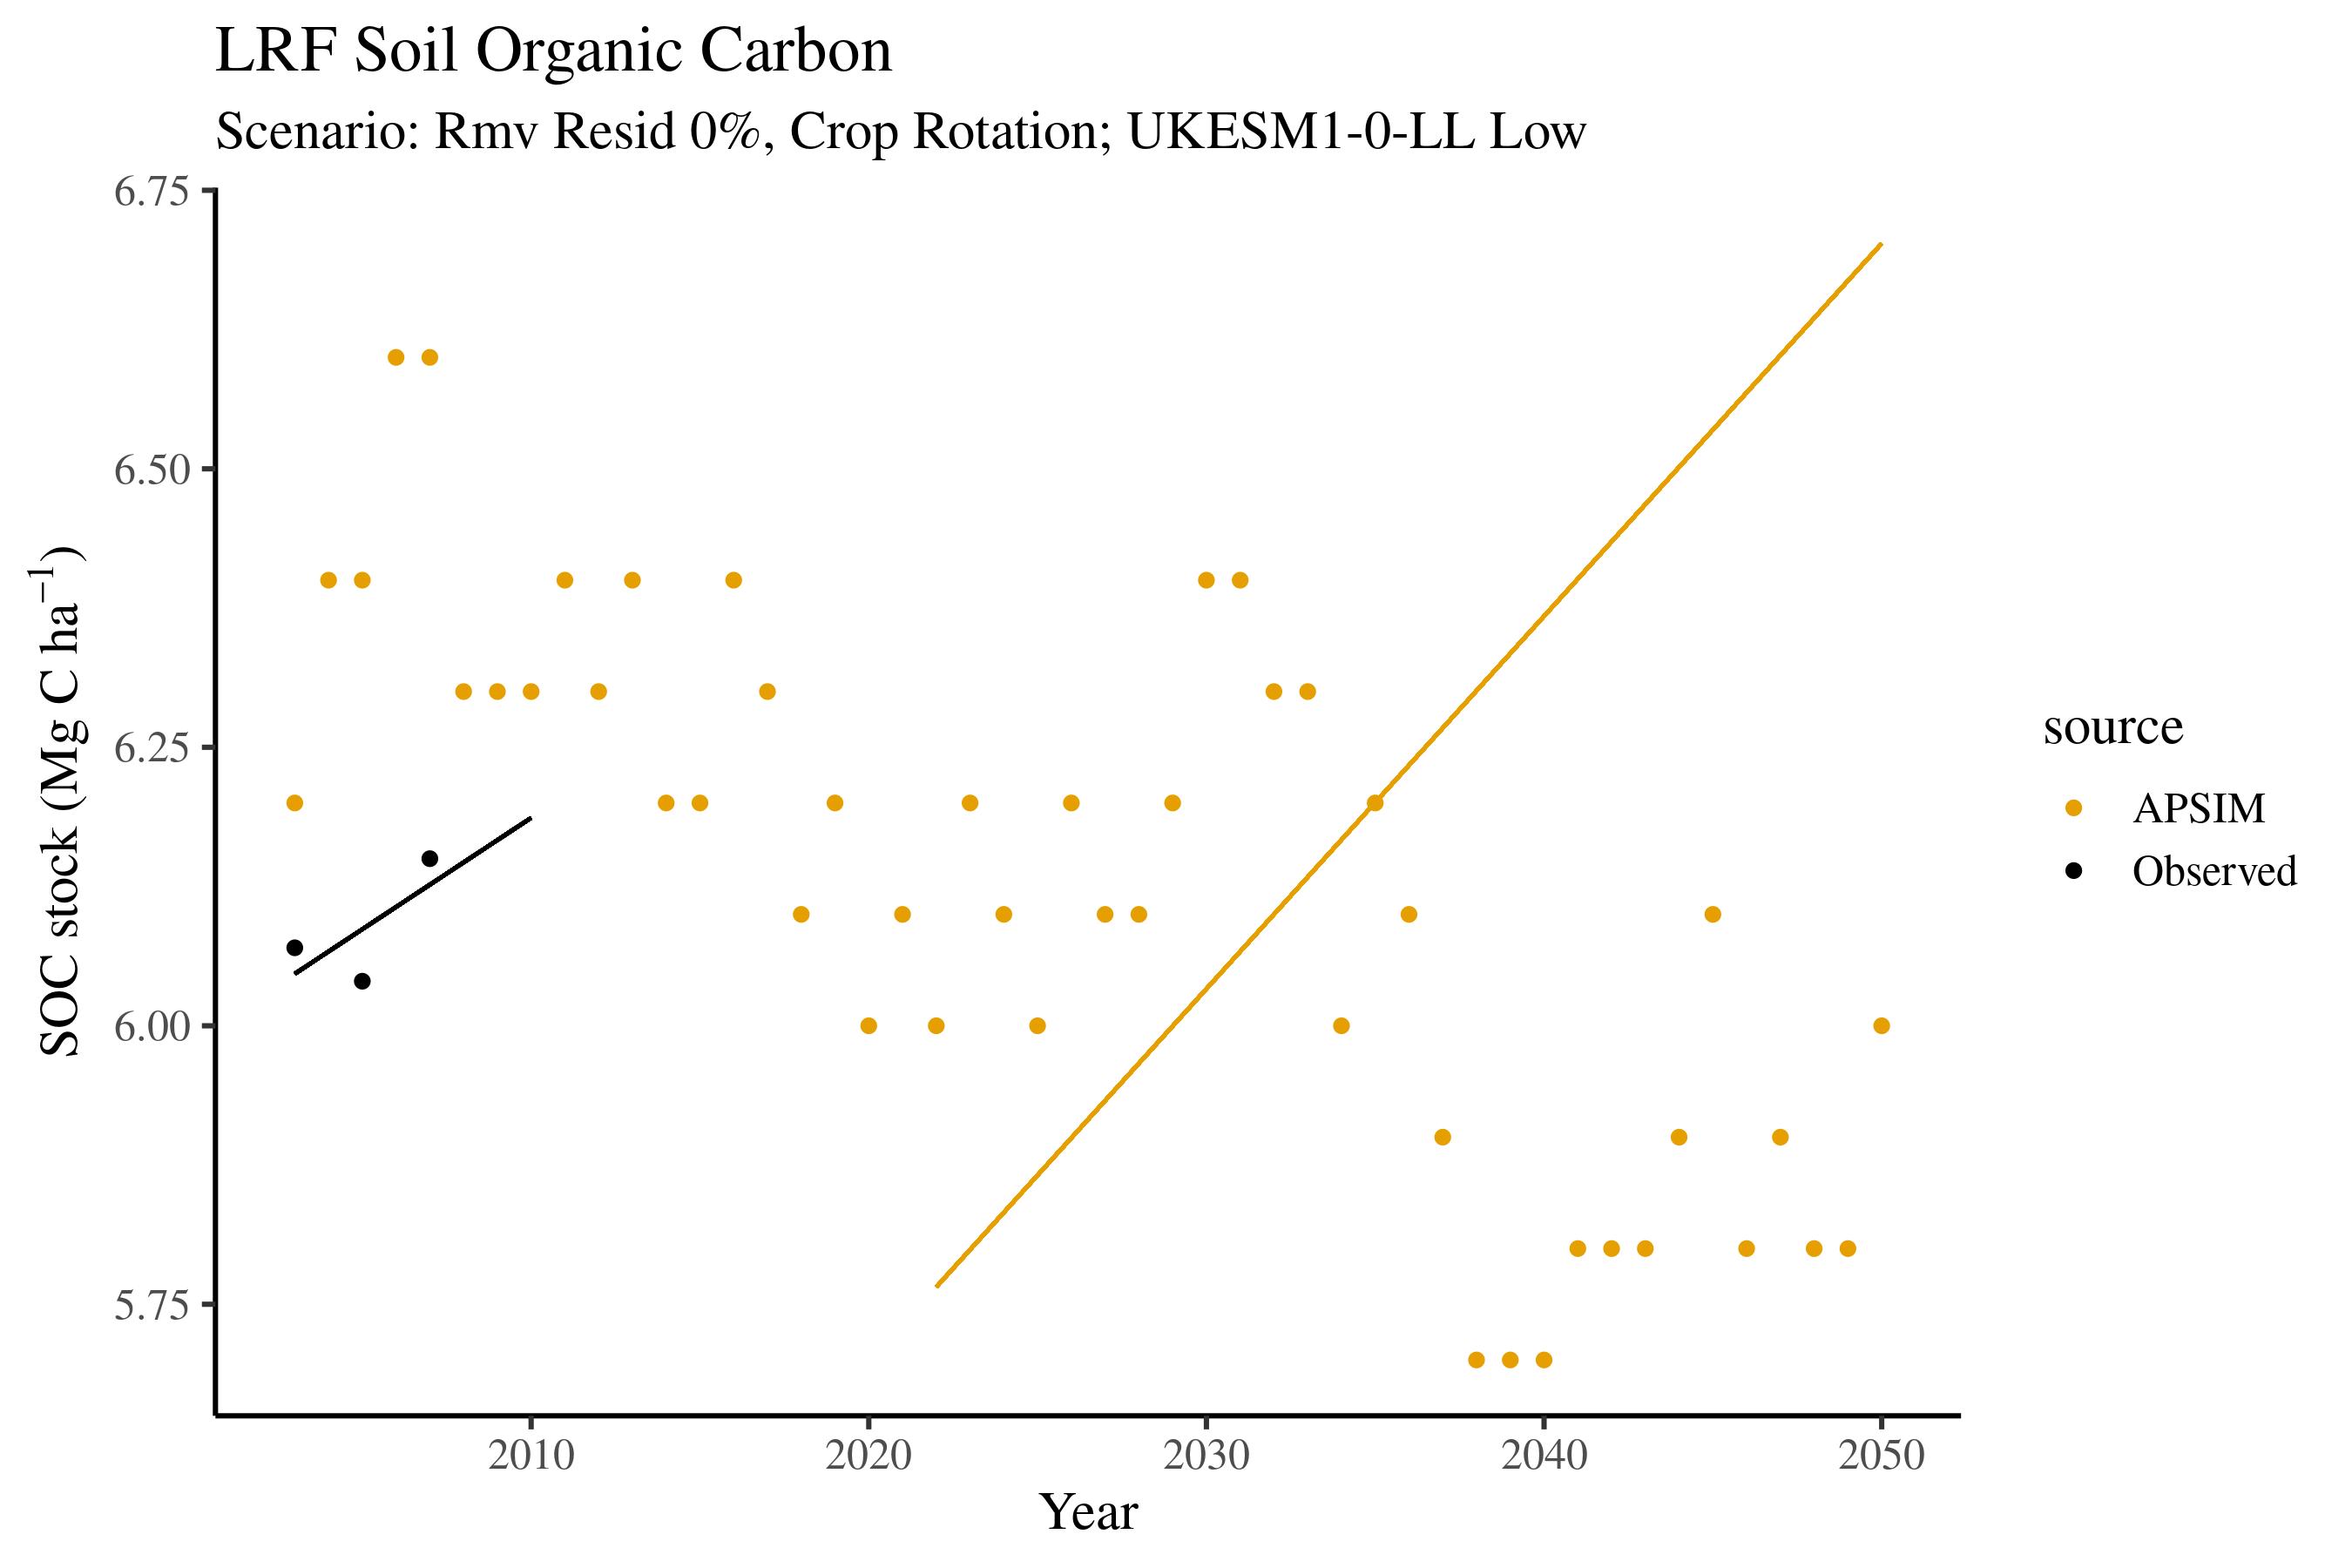 LRF Soil Organic Carbon
Scenario: Rmv Resid 0%, Crop Rotation; UKESM1-0-LL Low
6.75
6.50
6.25
6.00
5.75
SOC stock (Mg C ha⁻¹)
2010 2020 2030 2040 2050
Year
source
APSIM
Observed